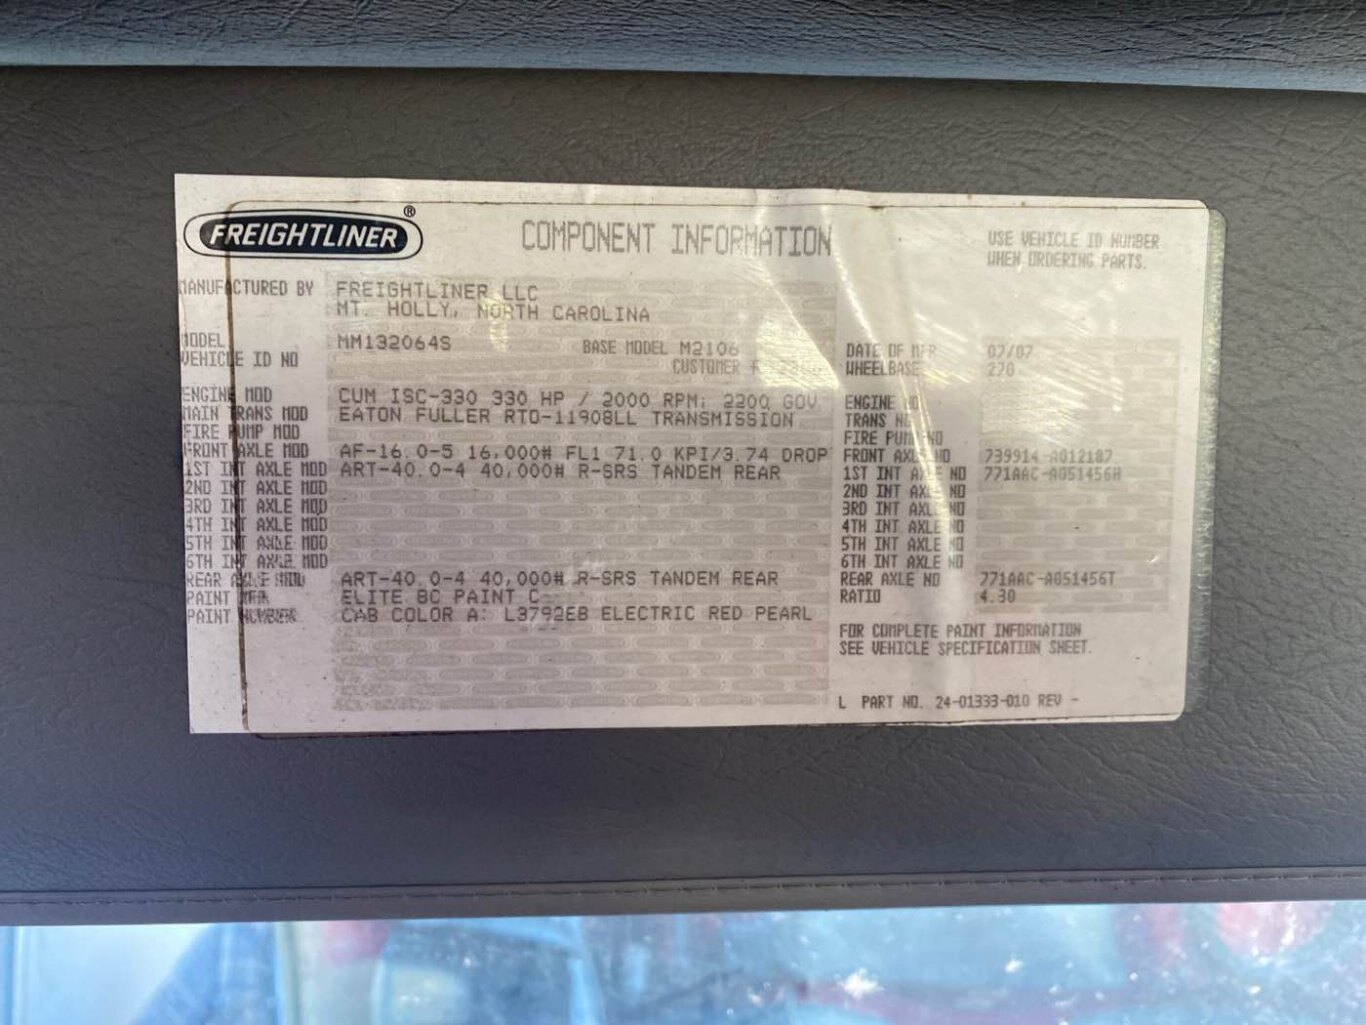 FREIGHTLINER ®
COMPONENT INFORMATION
USE VEHICLE ID NUMBER
WHEN ORDERING PARTS.
MANUFACTURED BY FREIGHTLINER LLC
MT. HOLLY, NORTH CAROLINA
MODEL MM132064S BASE MODEL M2106 DATE OF MFR 07/07
VEHICLE ID NO CUSTOMER WHEELBASE 220
ENGINE MOD CUM ISC-330 330 HP / 2000 RPM; 2200 GOV ENGINE NO
MAIN TRANS MOD EATON FULLER RTO-11908LL TRANSMISSION TRANS NO
FIRE PUMP MOD FIRE PUMP NO
FRONT AXLE MOD AF-16.0-5 16,000# FL1 71.0 KPI/3.74 DROP FRONT AXLE NO 739914-A012187
1ST INT AXLE MOD ART-40.0-4 40,000# R-SRS TANDEM REAR 1ST INT AXLE NO 771AAC-A051456H
2ND INT AXLE MOD 2ND INT AXLE NO
3RD INT AXLE MOD 3RD INT AXLE NO
4TH INT AXLE MOD 4TH INT AXLE NO
5TH INT AXLE MOD 5TH INT AXLE NO
6TH INT AXLE MOD 6TH INT AXLE NO
REAR AXLE MOD ART-40.0-4 40,000# R-SRS TANDEM REAR REAR AXLE NO 771AAC-A051456T
PAINT MFR ELITE BC PAINT C RATIO 4.30
PAINT NUMBER CAB COLOR A: L3792EB ELECTRIC RED PEARL
FOR COMPLETE PAINT INFORMATION
SEE VEHICLE SPECIFICATION SHEET.
L PART NO. 24-01333-010 REV -